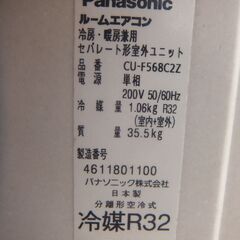 Panasonic
ルームエアコン
冷房・暖房兼用
セパレート形室外ユニット
品番 CU-F568C2Z
電源 単相
200V 50/60Hz
冷媒量 1.06kg R32
(室内+室外)
質量 35.5kg
製造番号
4611801100
パナソニック株式会社
日本製
分離形空冷式
冷媒R32